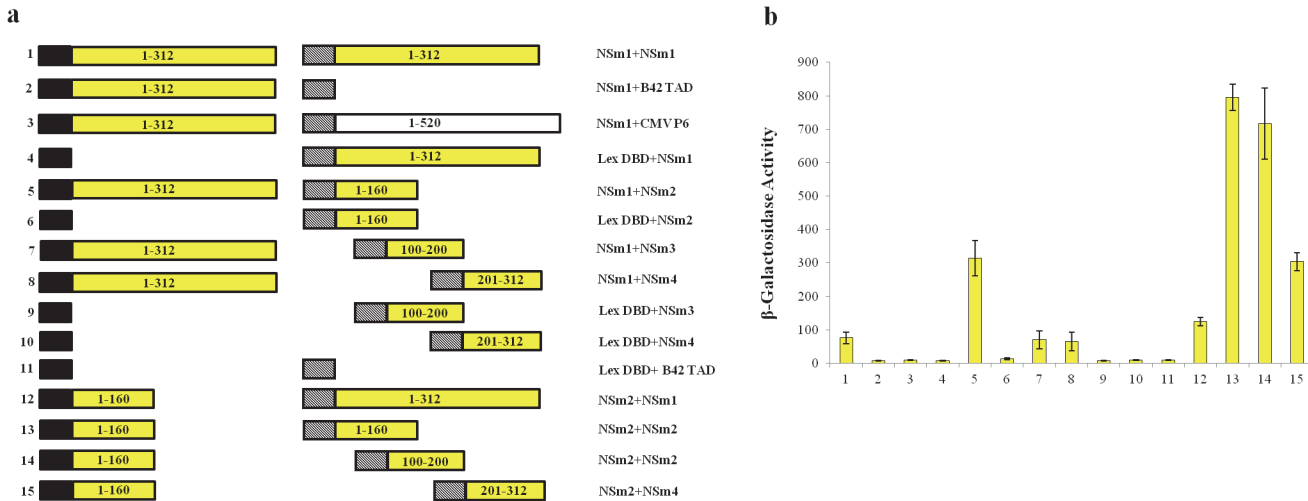 a
1 1-312 1-312 NSm1+NSm1
2 1-312 NSm1+B42 TAD
3 1-312 1-520 NSm1+CMVP6
4 1-312 Lex DBD+NSm1
5 1-312 1-160 NSm1+NSm2
6 1-160 Lex DBD+NSm2
7 1-312 100-200 NSm1+NSm3
8 1-312 201-312 NSm1+NSm4
9 100-200 Lex DBD+NSm3
10 201-312 Lex DBD+NSm4
11 Lex DBD+ B42 TAD
12 1-160 1-312 NSm2+NSm1
13 1-160 1-160 NSm2+NSm2
14 1-160 100-200 NSm2+NSm2
15 1-160 201-312 NSm2+NSm4
b
β-Galactosidase Activity
900
800
700
600
500
400
300
200
100
0
1 2 3 4 5 6 7 8 9 10 11 12 13 14 15